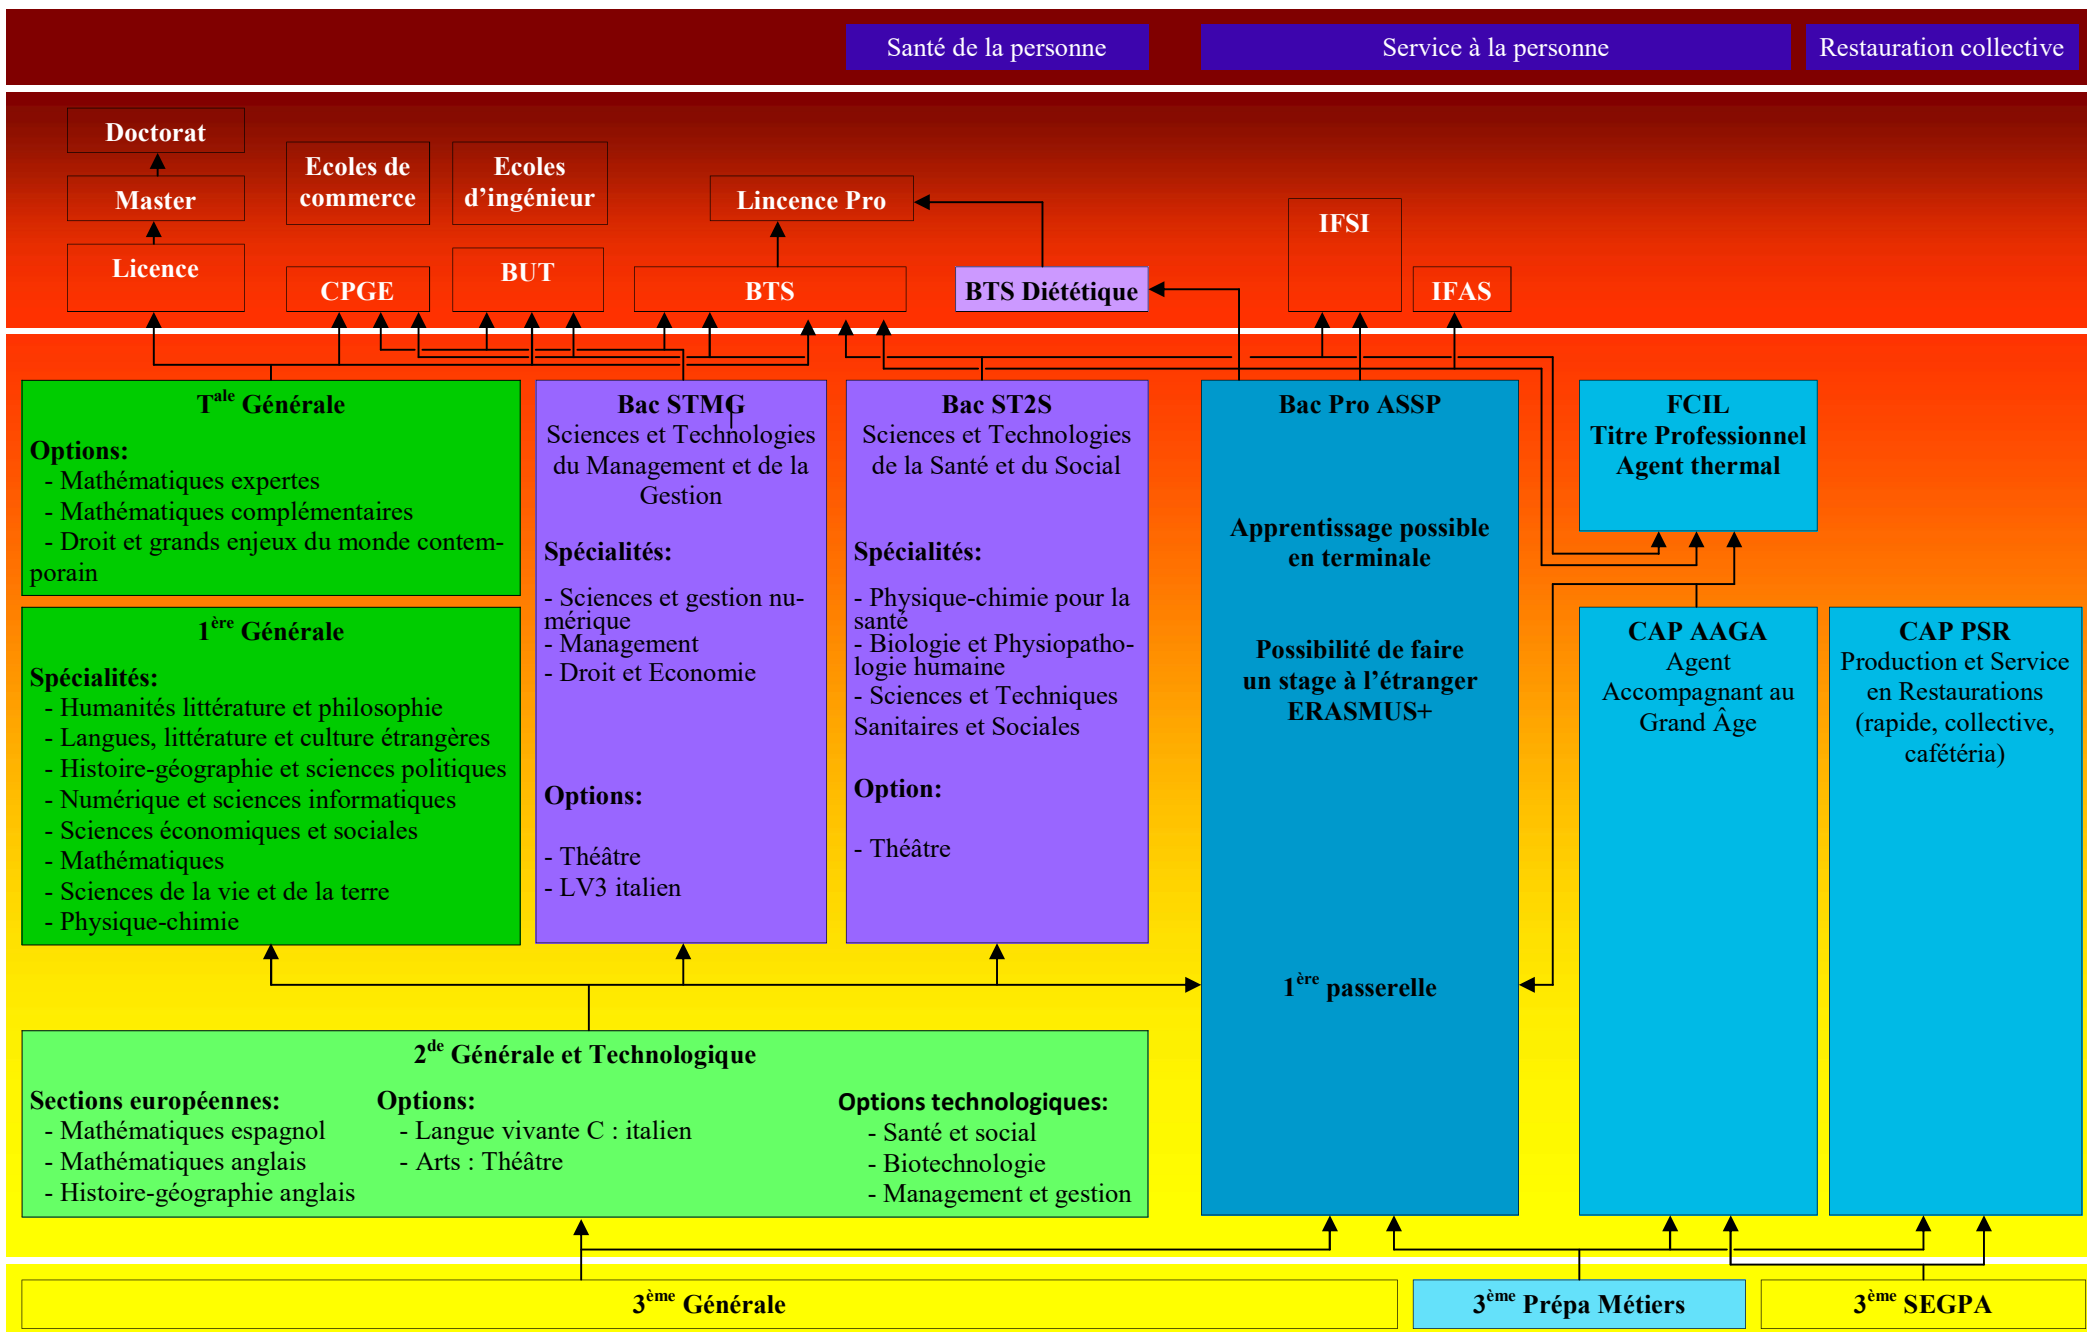 Santé de la personne
Service à la personne
Restauration collective
Doctorat
Master
Licence
Ecoles de
commerce
CPGE
Ecoles
d’ingénieur
BUT
Lincence Pro
BTS
BTS Diététique
IFSI
IFAS
Tale Générale
Options:
- Mathématiques expertes
- Mathématiques complémentaires
- Droit et grands enjeux du monde contem-
porain
1ère Générale
Spécialités:
- Humanités littérature et philosophie
- Langues, littérature et culture étrangères
- Histoire-géographie et sciences politiques
- Numérique et sciences informatiques
- Sciences économiques et sociales
- Mathématiques
- Sciences de la vie et de la terre
- Physique-chimie
Bac STMG
Sciences et Technologies
du Management et de la
Gestion
Spécialités:
- Sciences et gestion nu-
mérique
- Management
- Droit et Economie
Options:
- Théâtre
- LV3 italien
Bac ST2S
Sciences et Technologies
de la Santé et du Social
Spécialités:
- Physique-chimie pour la
santé
- Biologie et Physiopatho-
logie humaine
- Sciences et Techniques
Sanitaires et Sociales
Option:
- Théâtre
Bac Pro ASSP
Apprentissage possible
en terminale
Possibilité de faire
un stage à l’étranger
ERASMUS+
1ère passerelle
FCIL
Titre Professionnel
Agent thermal
CAP AAGA
Agent
Accompagnant au
Grand Âge
CAP PSR
Production et Service
en Restaurations
(rapide, collective,
cafétéria)
2de Générale et Technologique
Sections européennes:
- Mathématiques espagnol
- Mathématiques anglais
- Histoire-géographie anglais
Options:
- Langue vivante C : italien
- Arts : Théâtre
Options technologiques:
- Santé et social
- Biotechnologie
- Management et gestion
3ème Générale
3ème Prépa Métiers
3ème SEGPA